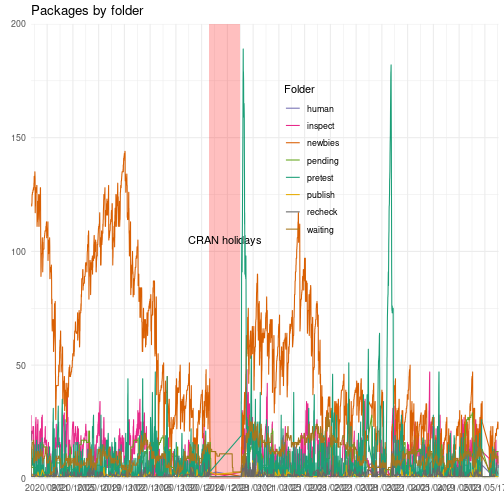 Packages by folder
200
150
100
50
0
CRAN holidays
Folder
human
inspect
newbies
pending
pretest
publish
recheck
waiting